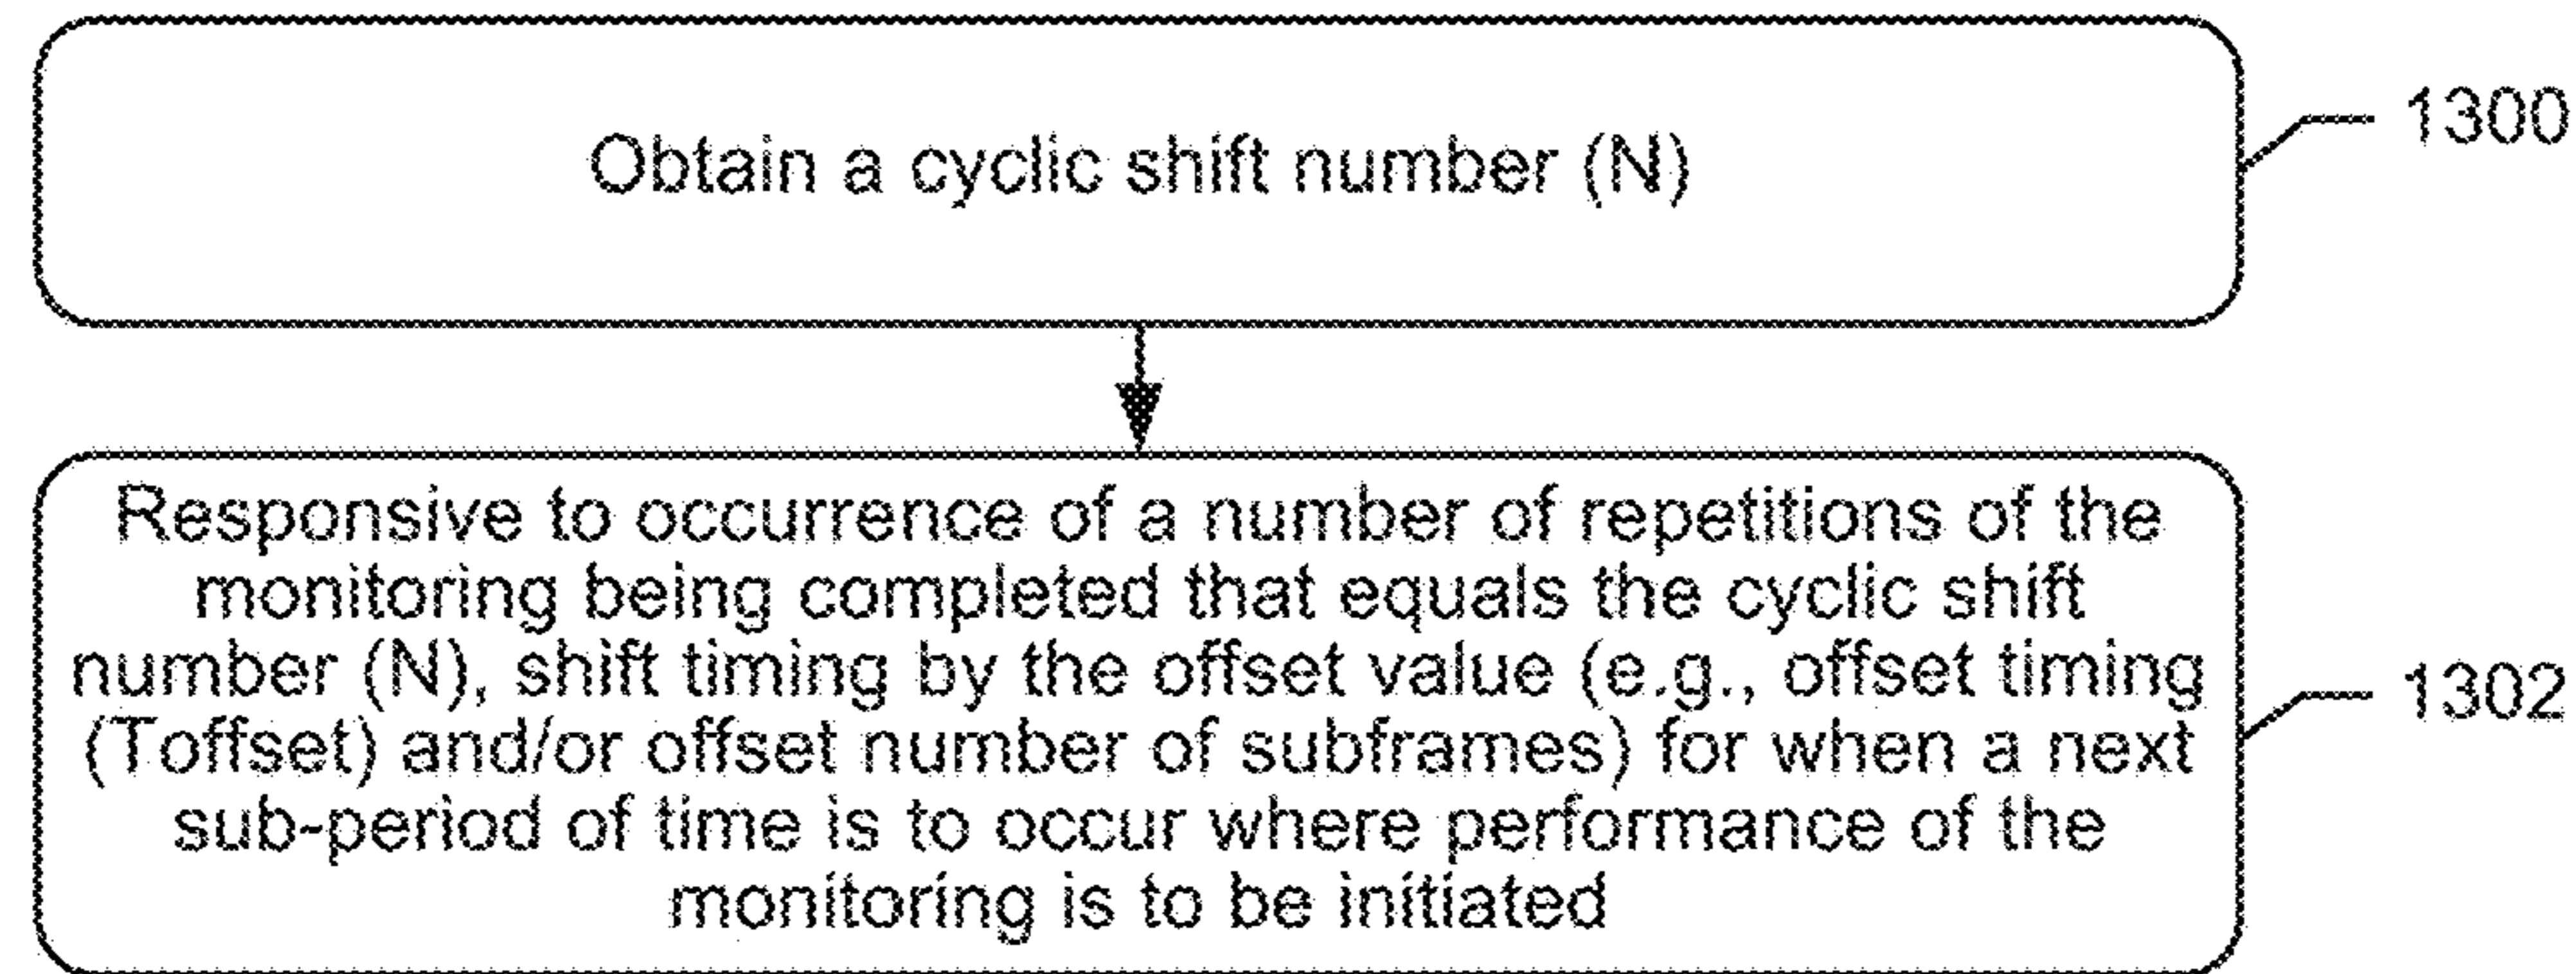 Obtain a cyclic shift number (N)
1300
Responsive to occurrence of a number of repetitions of the
monitoring being completed that equals the cyclic shift
number (N), shift timing by the offset value (e.g., offset timing
(Toffset) and/or offset number of subframes) for when a next
sub-period of time is to occur where performance of the
monitoring is to be initiated
1302